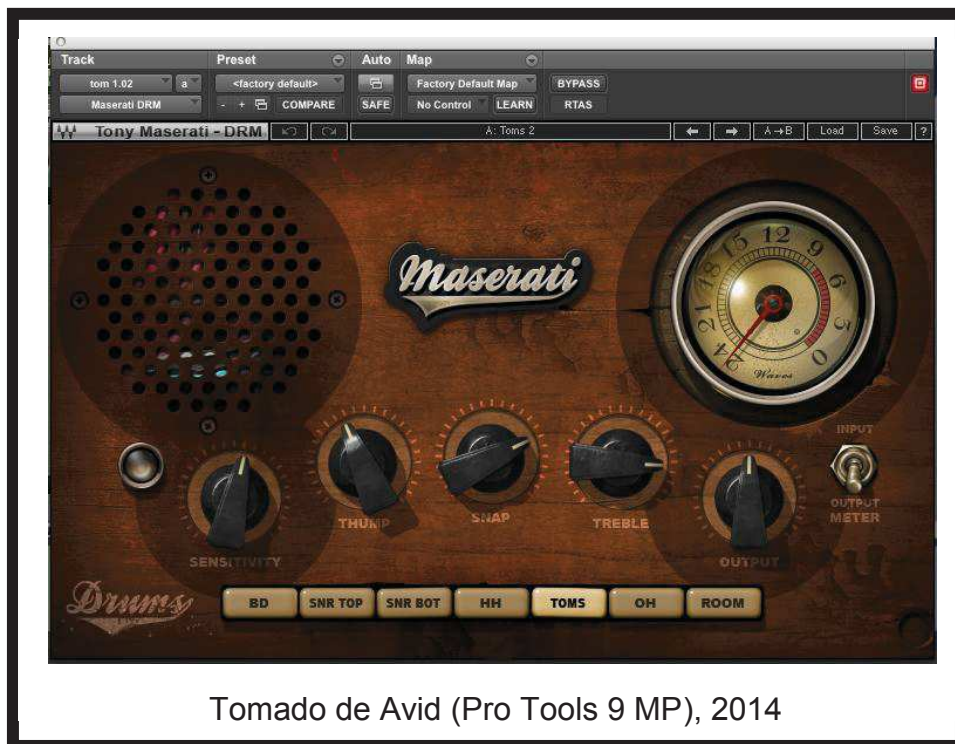 Track Preset Auto Map
tom 1.02 a <factory default> Factory Default Map BYPASS
Maserati DRM - + COMPARE SAFE No Control LEARN RTAS
Tony Maserati - DRM A: Toms 2 A→B Load Save ?
Maserati
24 21 18 15 12 9 6 3 0
Waves
INPUT
OUTPUT
METER
SENSITIVITY THUMP SNAP TREBLE OUTPUT
Drums
BD SNR TOP SNR BOT HH TOMS OH ROOM
Tomado de Avid (Pro Tools 9 MP), 2014